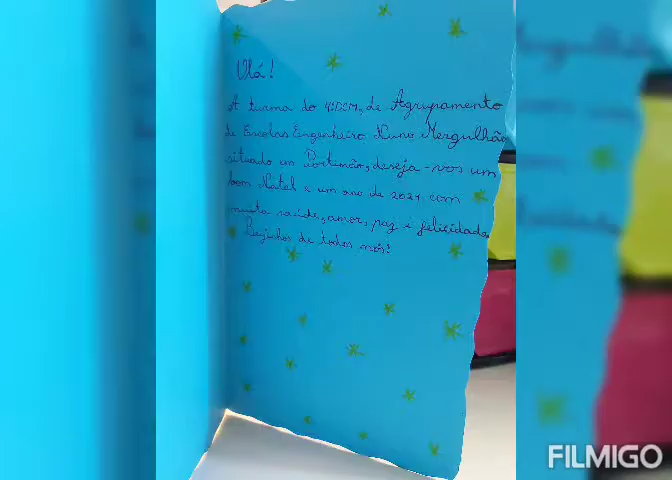 Olá!
A turma do 4ºDCM, do Agrupamento
de Escolas Engenheiro Nuno Mergulhão
situado em Portimão, deseja-vos um
bom Natal e um ano de 2021 com
muita saúde, amor, paz e felicidade.
Beijinhos de todos nós!
FILMIGO